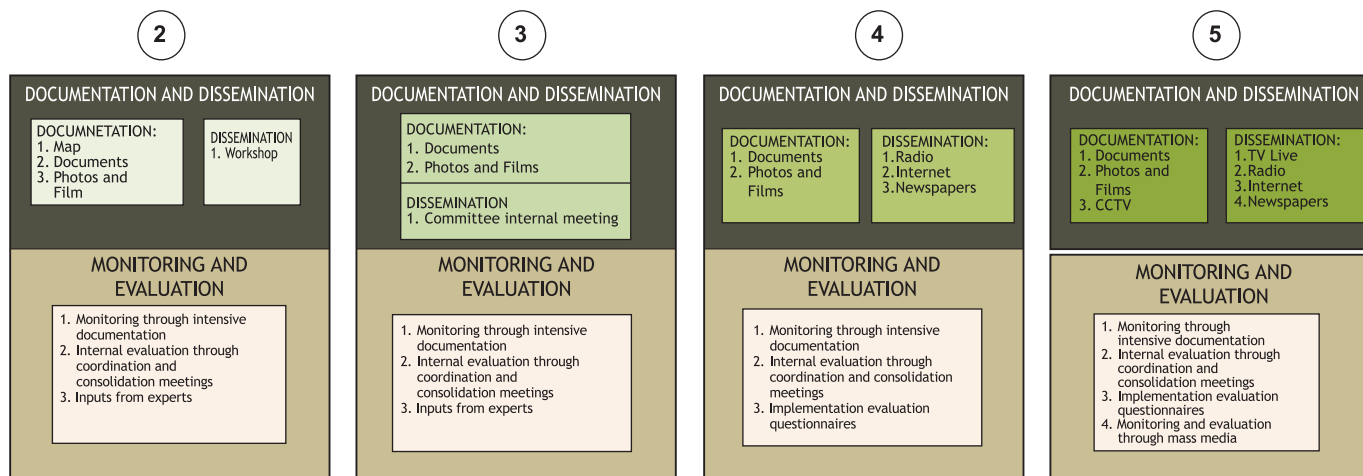 2
DOCUMENTATION AND DISSEMINATION
DOCUMNETATION:
1. Map
2. Documents
3. Photos and
Film
DISSEMINATION
1. Workshop
MONITORING AND
EVALUATION
1. Monitoring through intensive
documentation
2. Internal evaluation through
coordination and
consolidation meetings
3. Inputs from experts
3
DOCUMENTATION AND DISSEMINATION
DOCUMENTATION:
1. Documents
2. Photos and Films
DISSEMINATION
1. Committee internal meeting
MONITORING AND
EVALUATION
1. Monitoring through intensive
documentation
2. Internal evaluation through
coordination and
consolidation meetings
3. Inputs from experts
4
DOCUMENTATION AND DISSEMINATION
DOCUMENTATION:
1. Documents
2. Photos and
Films
DISSEMINATION:
1.Radio
2.Internet
3.Newspapers
MONITORING AND
EVALUATION
1. Monitoring through intensive
documentation
2. Internal evaluation through
coordination and consolidation
meetings
3. Implementation evaluation
questionnaires
5
DOCUMENTATION AND DISSEMINATION
DOCUMENTATION:
1. Documents
2. Photos and
Films
3. CCTV
DISSEMINATION:
1.TV Live
2.Radio
3.Internet
4.Newspapers
MONITORING AND
EVALUATION
1. Monitoring through
intensive documentation
2. Internal evaluation through
coordination and
consolidation meetings
3. Implementation evaluation
questionnaires
4. Monitoring and evaluation
through mass media